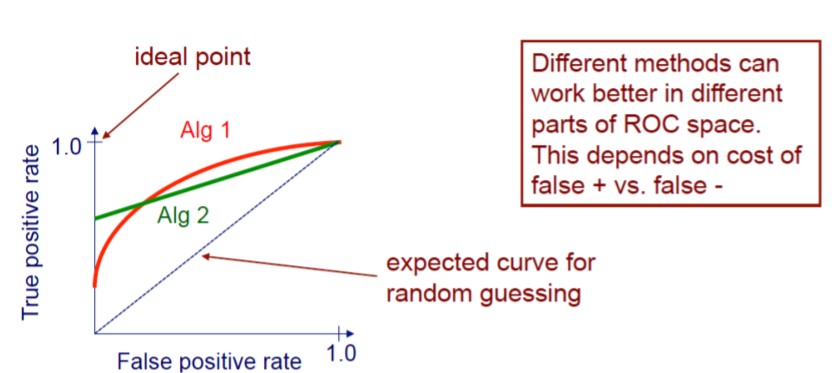 ideal point
Different methods can
work better in different
parts of ROC space.
This depends on cost of
false + vs. false -
Alg 1
1.0
True positive rate
Alg 2
expected curve for
random guessing
1.0
False positive rate